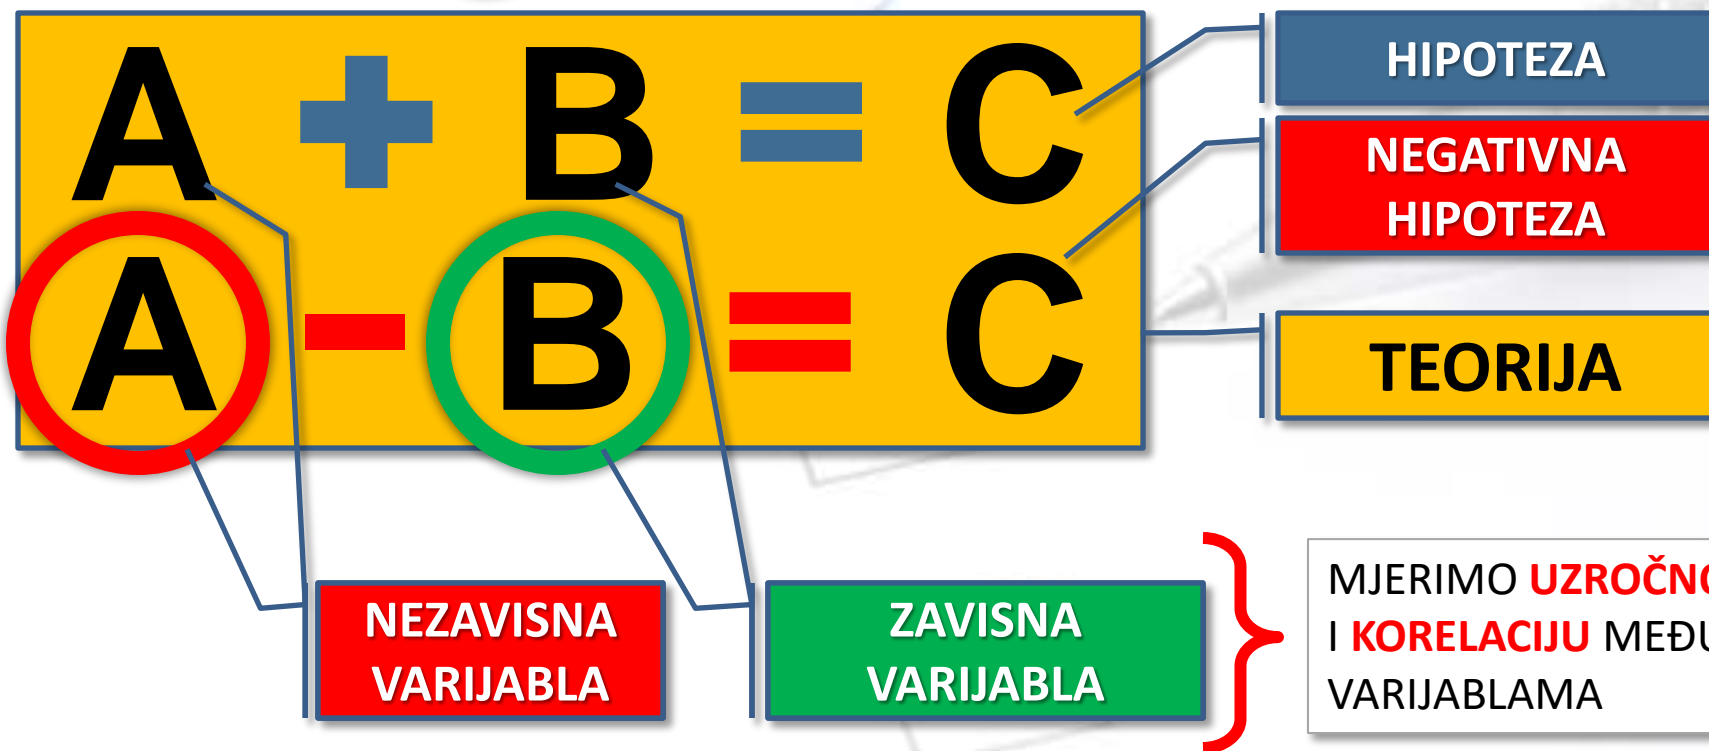 A + B = C
A - B = C
HIPOTEZA
NEGATIVNA
HIPOTEZA
TEORIJA
NEZAVISNA
VARIJABLA
ZAVISNA
VARIJABLA
MJERIMO
I KORELACIJU
VARIJABLAMA